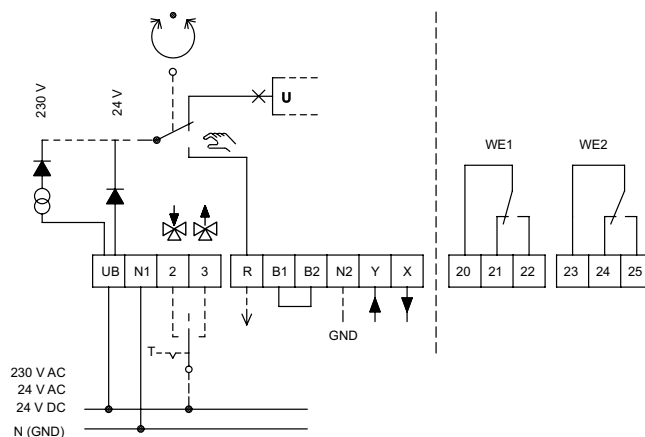 230 V
24 V
U
WE1
WE2
UB N1 2 3 R B1 B2 N2 Y X
20 21 22 23 24 25
GND
T
230 V AC
24 V AC
24 V DC
N (GND)